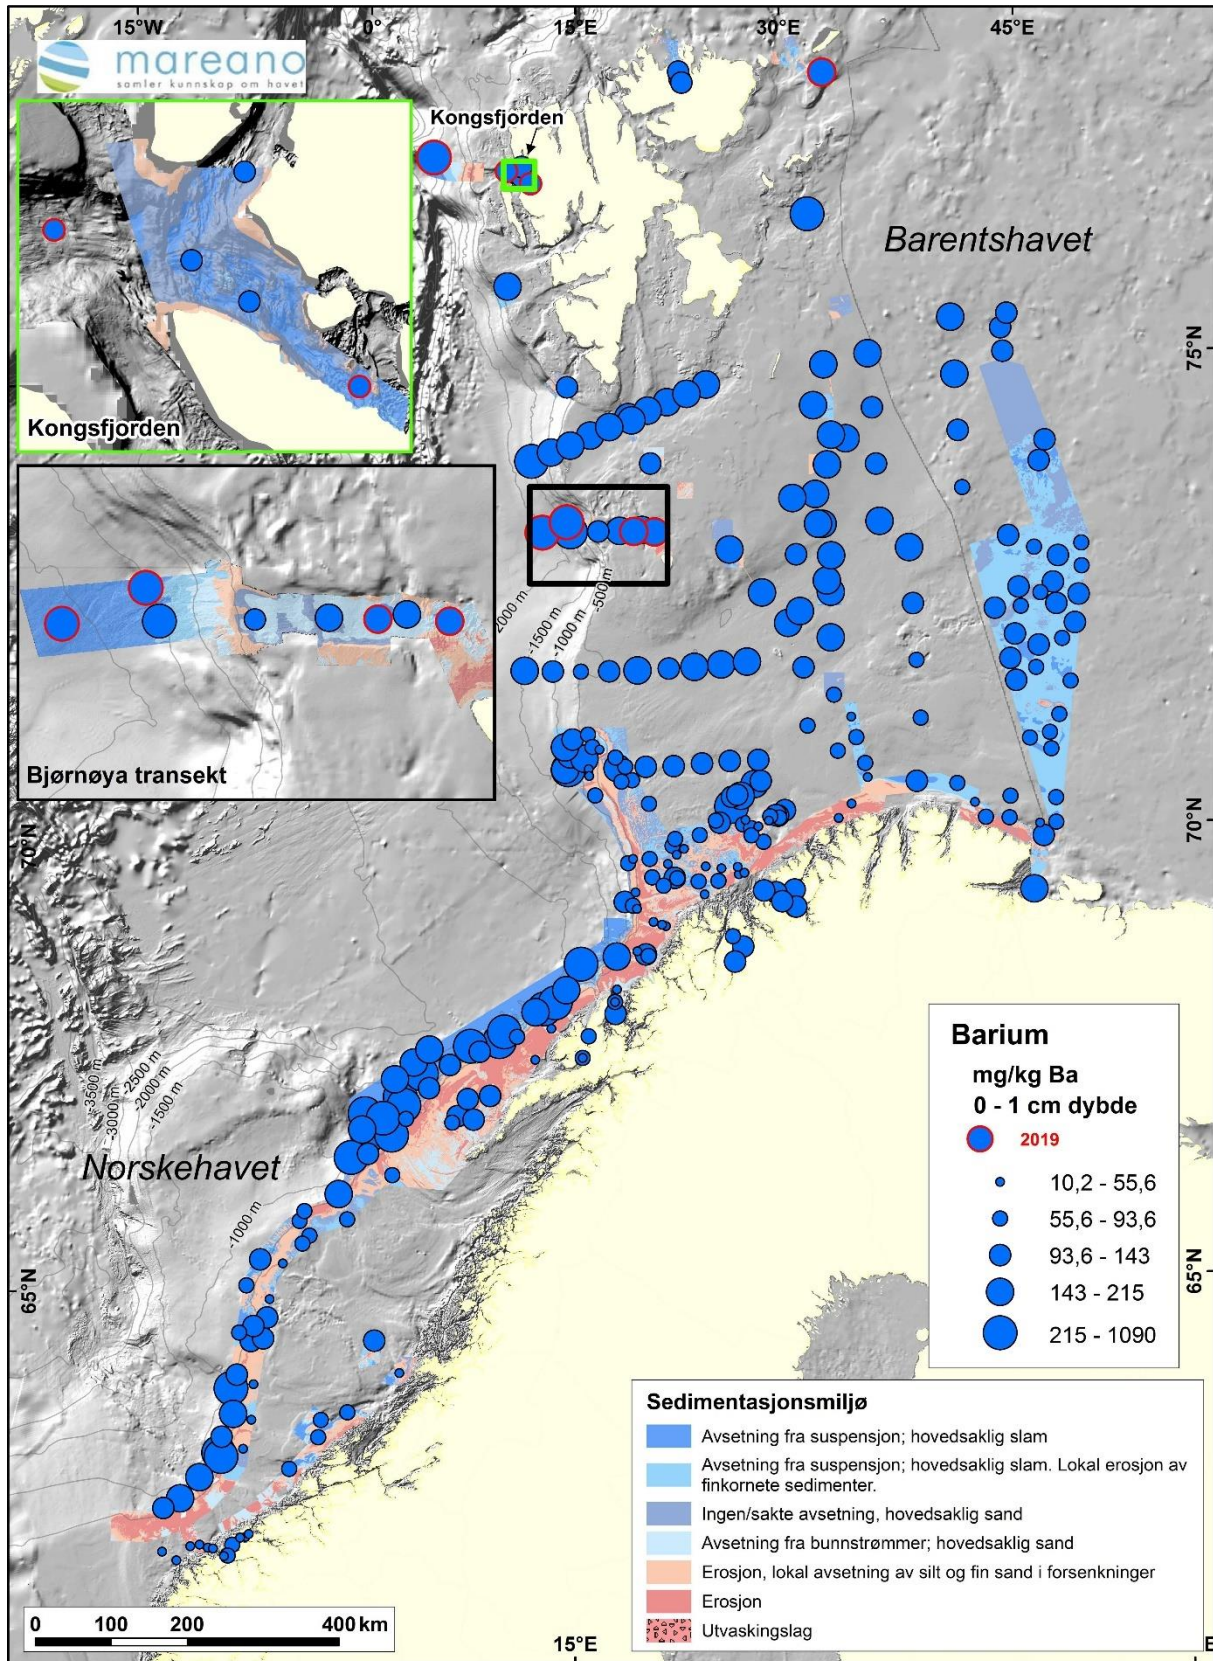 15°W 0° 15°E 30°E 45°E
mareano
samler kunnskap om havet
Kongsfjorden
Barentshavet
75°N
Kongsfjorden
-500 m
-1000 m
-1500 m
2000 m
Bjørnøya transekt
70°N
70°N
Barium
mg/kg Ba
0 - 1 cm dybde
2019
10,2 - 55,6
55,6 - 93,6
93,6 - 143
143 - 215
215 - 1090
-3500 m
-3000 m
-2500 m
-2000 m
-1500 m
Norskehavet
-1000 m
65°N
65°N
Sedimentasjonsmiljø
Avsetning fra suspensjon; hovedsaklig slam
Avsetning fra suspensjon; hovedsaklig slam. Lokal erosjon av
finkornete sedimenter.
Ingen/sakte avsetning, hovedsaklig sand
Avsetning fra bunnstrømmer; hovedsaklig sand
Erosjon, lokal avsetning av silt og fin sand i forsenkninger
Erosjon
Utvaskingslag
0 100 200 400 km
15°E